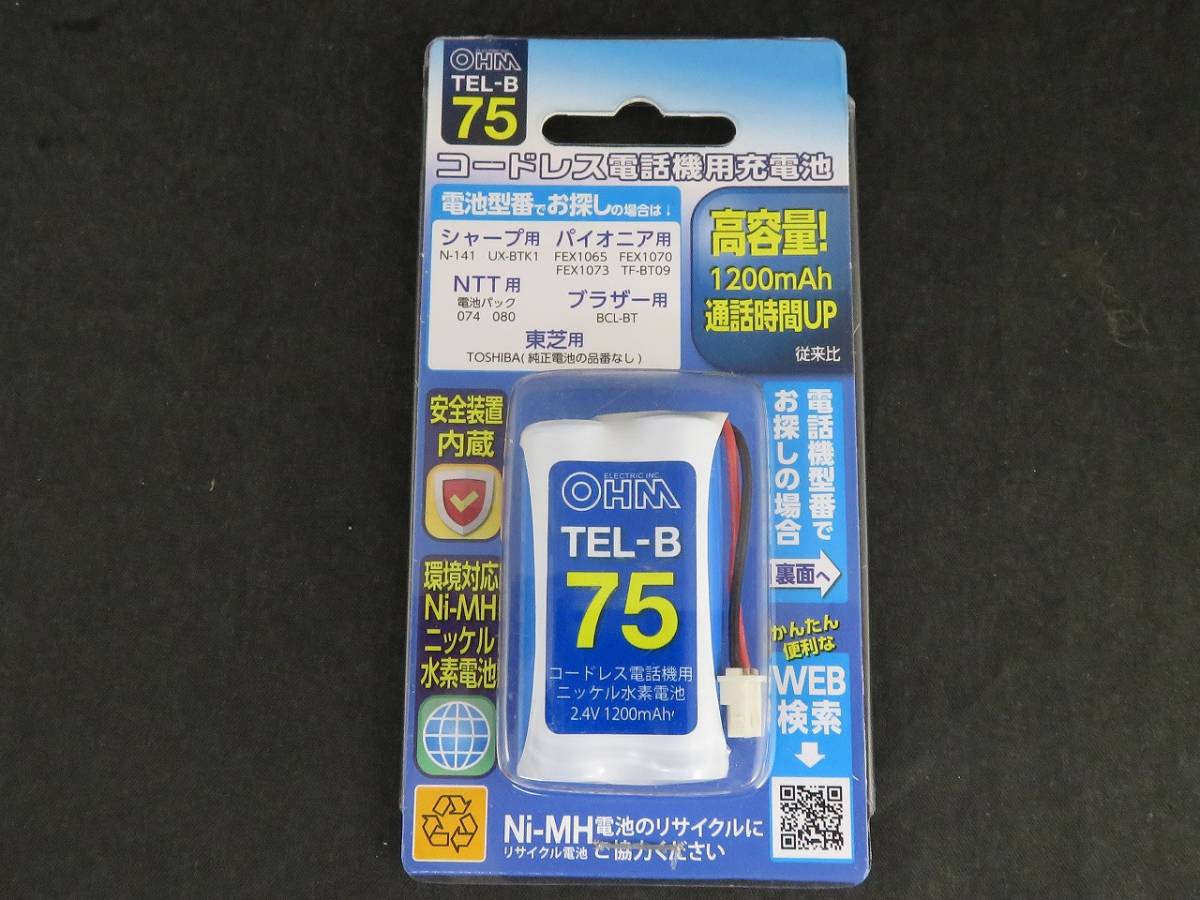 ELECTRIC INC.
OHM
TEL-B
75
コードレス電話機用充電池
電池型番でお探しの場合は↓
シャープ用
N-141 UX-BTK1
パイオニア用
FEX1065 FEX1070
FEX1073 TF-BT09
NTT用
電池パック
074 080
ブラザー用
BCL-BT
東芝用
TOSHIBA(純正電池の品番なし)
高容量!
1200mAh
通話時間UP
従来比
安全装置
内蔵
環境対応
Ni-MH
ニッケル
水素電池
ELECTRIC INC.
OHM
TEL-B
75
コードレス電話機用
ニッケル水素電池
2.4V 1200mAh
電話機型番で
お探しの場合
裏面へ
かんたん
便利な
WEB
検索
Ni-MH電池のリサイクルに
リサイクル電池 ご協力ください